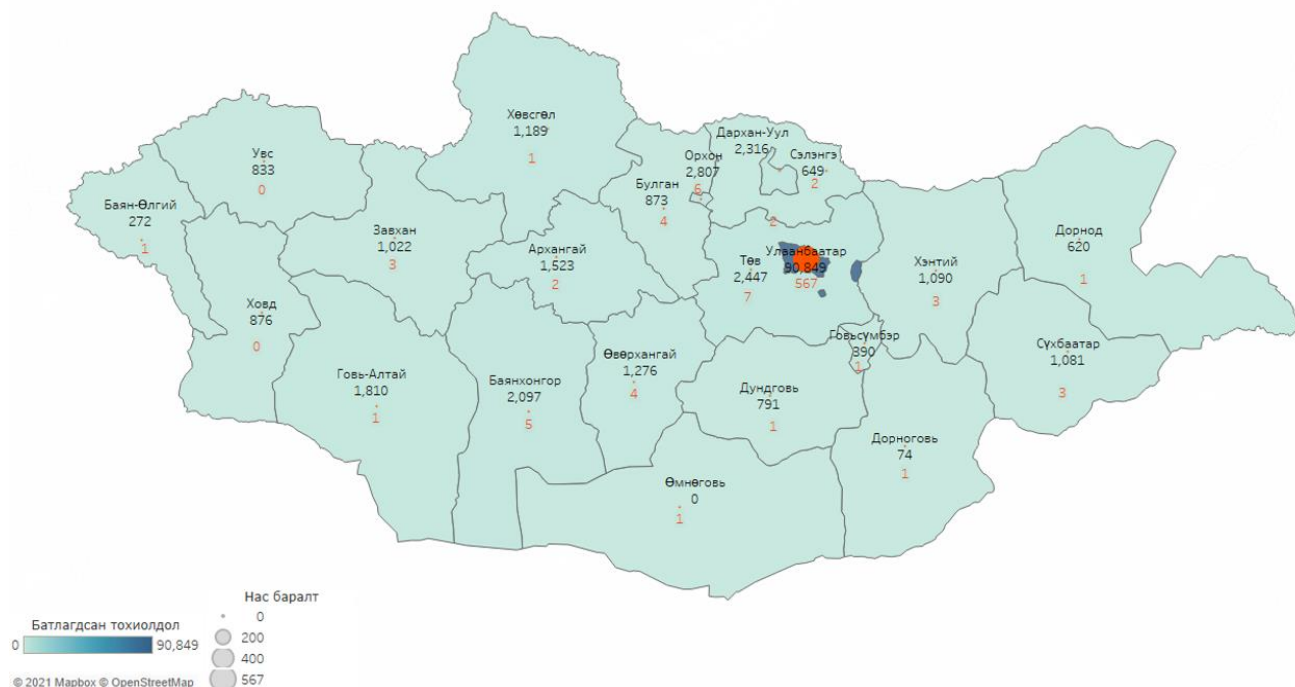 Хөвсгөл
1,189
1
Дархан-Уул
2,316
Увс
833
0
Орхон
2,807
6
Сэлэнгэ
649
2
Булган
873
4
Баян-Өлгий
272
1
2
Завхан
1,022
3
Архангай
1,523
2
Төв
2,447
7
Улаанбаатар
90,849
567
Хэнтий
1,090
3
Дорнод
620
1
Ховд
876
0
Говьсүмбэр
390
1
Сүхбаатар
1,081
3
Говь-Алтай
1,810
1
Баянхонгор
2,097
5
Өвөрхангай
1,276
4
Дундговь
791
1
Дорноговь
74
1
Өмнөговь
0
1
Нас баралт
0
200
400
567
Батлагдсан тохиолдол
0 90,849
© 2021 Mapbox © OpenStreetMap